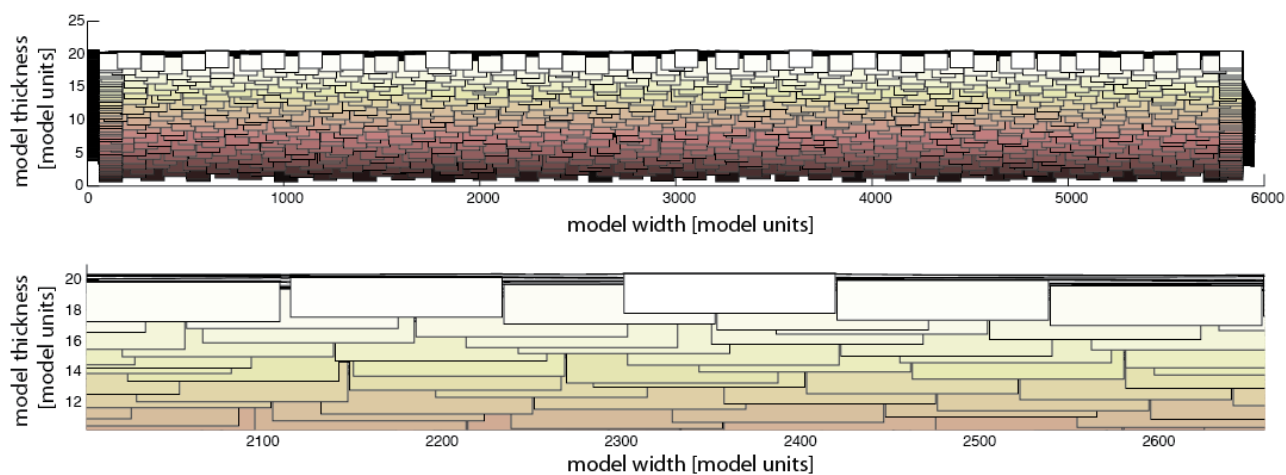 model thickness
[model units]
25
20
15
10
5
0
0 1000 2000 3000 4000 5000 6000
model width [model units]
model thickness
[model units]
20
18
16
14
12
2100 2200 2300 2400 2500 2600
model width [model units]